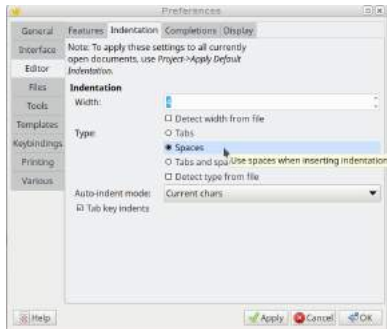 Preferences
General
Interface
Editor
Files
Tools
Templates
Keybindings
Printing
Various
Features Indentation Completions Display
Note: To apply these settings to all currently
open documents, use Project->Apply Default
Indentation.
Indentation
Width:
Detect width from file
Type:
Tabs
Spaces
Tabs and spa
Use spaces when inserting indentation
Detect type from file
Auto-indent mode: Current chars
Tab key indents
Help
Apply Cancel OK